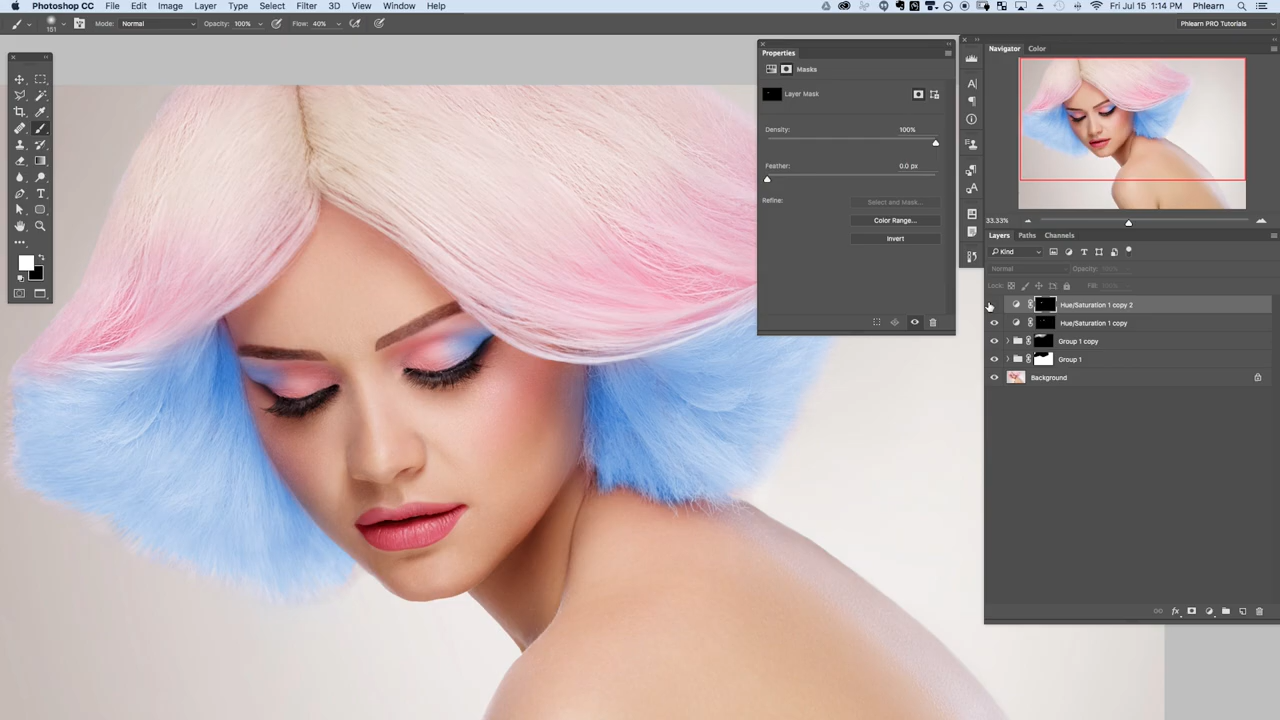 Photoshop CC File Edit Image Layer Type Select Filter 3D View Window Help Fri Jul 15 1:14 PM Phlearn
151 Mode: Normal Opacity: 100% Flow: 40% Phlearn PRO Tutorials
Properties
Masks
Layer Mask
Density: 100%
Feather: 0.0 px
Refine: Select and Mask...
Color Range...
Invert
Navigator Color
33.33%
Layers Paths Channels
Kind
Normal Opacity: 100%
Lock: Fill: 100%
Hue/Saturation 1 copy 2
Hue/Saturation 1 copy
Group 1 copy
Group 1
Background